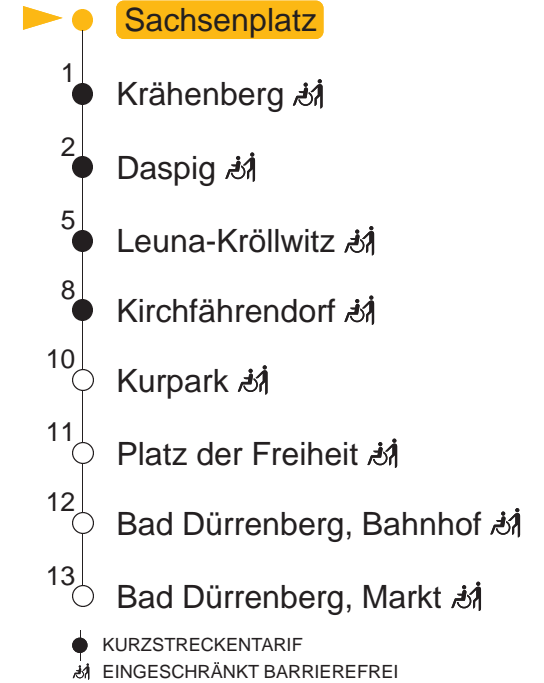 Sachsenplatz
1
Krähenberg
2
Daspig
5
Leuna-Kröllwitz
8
Kirchfährendorf
10
Kurpark
11
Platz der Freiheit
12
Bad Dürrenberg, Bahnhof
13
Bad Dürrenberg, Markt
KURZSTRECKENTARIF
EINGESCHRÄNKT BARRIEREFREI